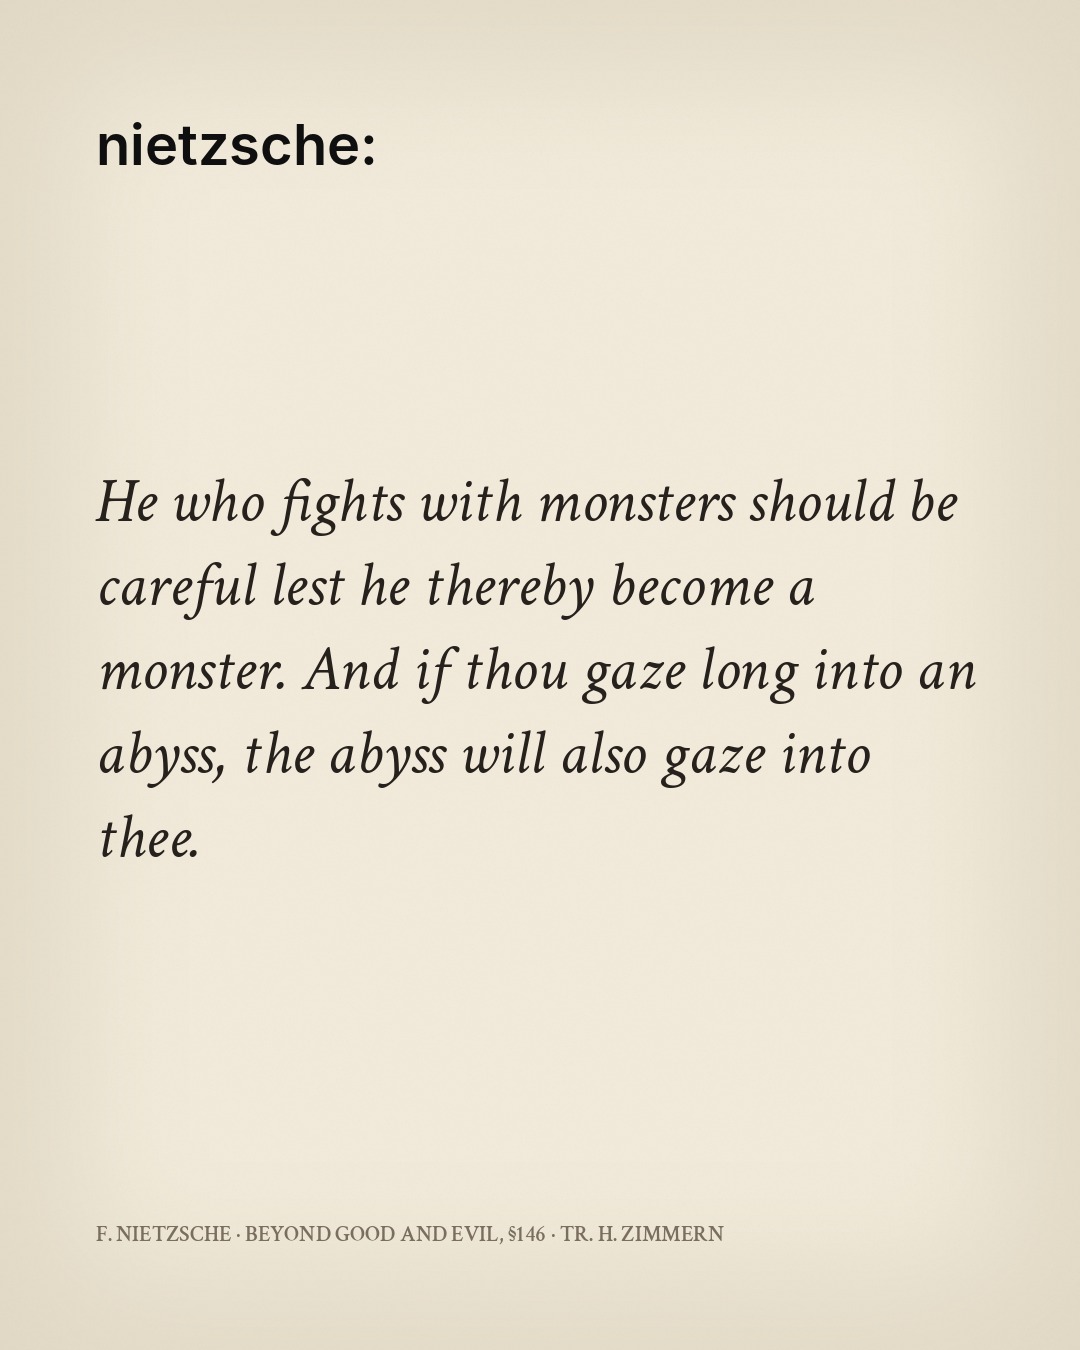 nietzsche:
He who fights with monsters should be
careful lest he thereby become a
monster. And if thou gaze long into an
abyss, the abyss will also gaze into
thee.
F. NIETZSCHE · BEYOND GOOD AND EVIL, §146 · TR. H. ZIMMERN